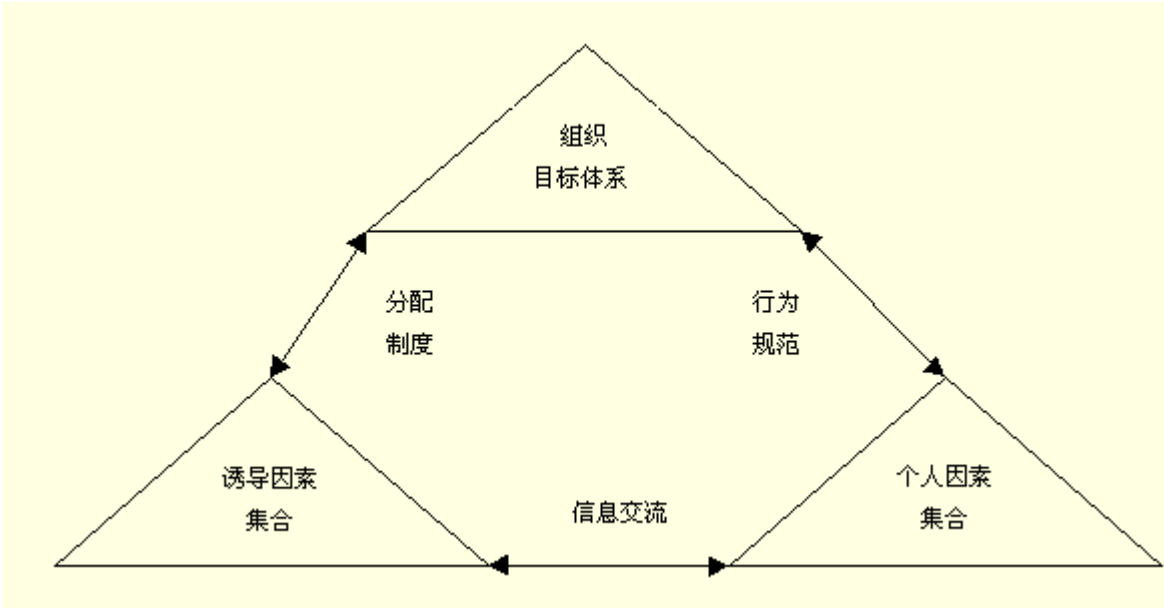 组织
目标体系
分配
制度
行为
规范
诱导因素
集合
个人因素
集合
信息交流